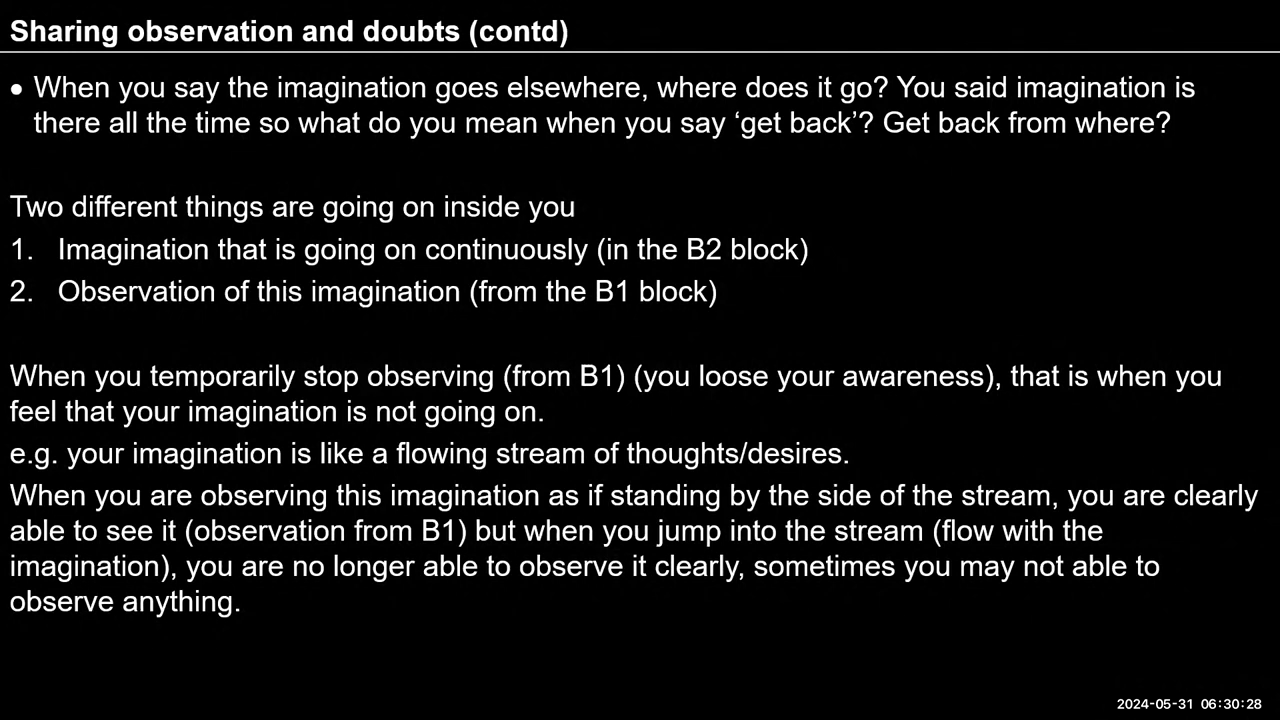 Sharing observation and doubts (contd)
• When you say the imagination goes elsewhere, where does it go? You said imagination is
there all the time so what do you mean when you say ‘get back’? Get back from where?
Two different things are going on inside you
1. Imagination that is going on continuously (in the B2 block)
2. Observation of this imagination (from the B1 block)
When you temporarily stop observing (from B1) (you loose your awareness), that is when you
feel that your imagination is not going on.
e.g. your imagination is like a flowing stream of thoughts/desires.
When you are observing this imagination as if standing by the side of the stream, you are clearly
able to see it (observation from B1) but when you jump into the stream (flow with the
imagination), you are no longer able to observe it clearly, sometimes you may not able to
observe anything.
2024-05-31 06:30:28